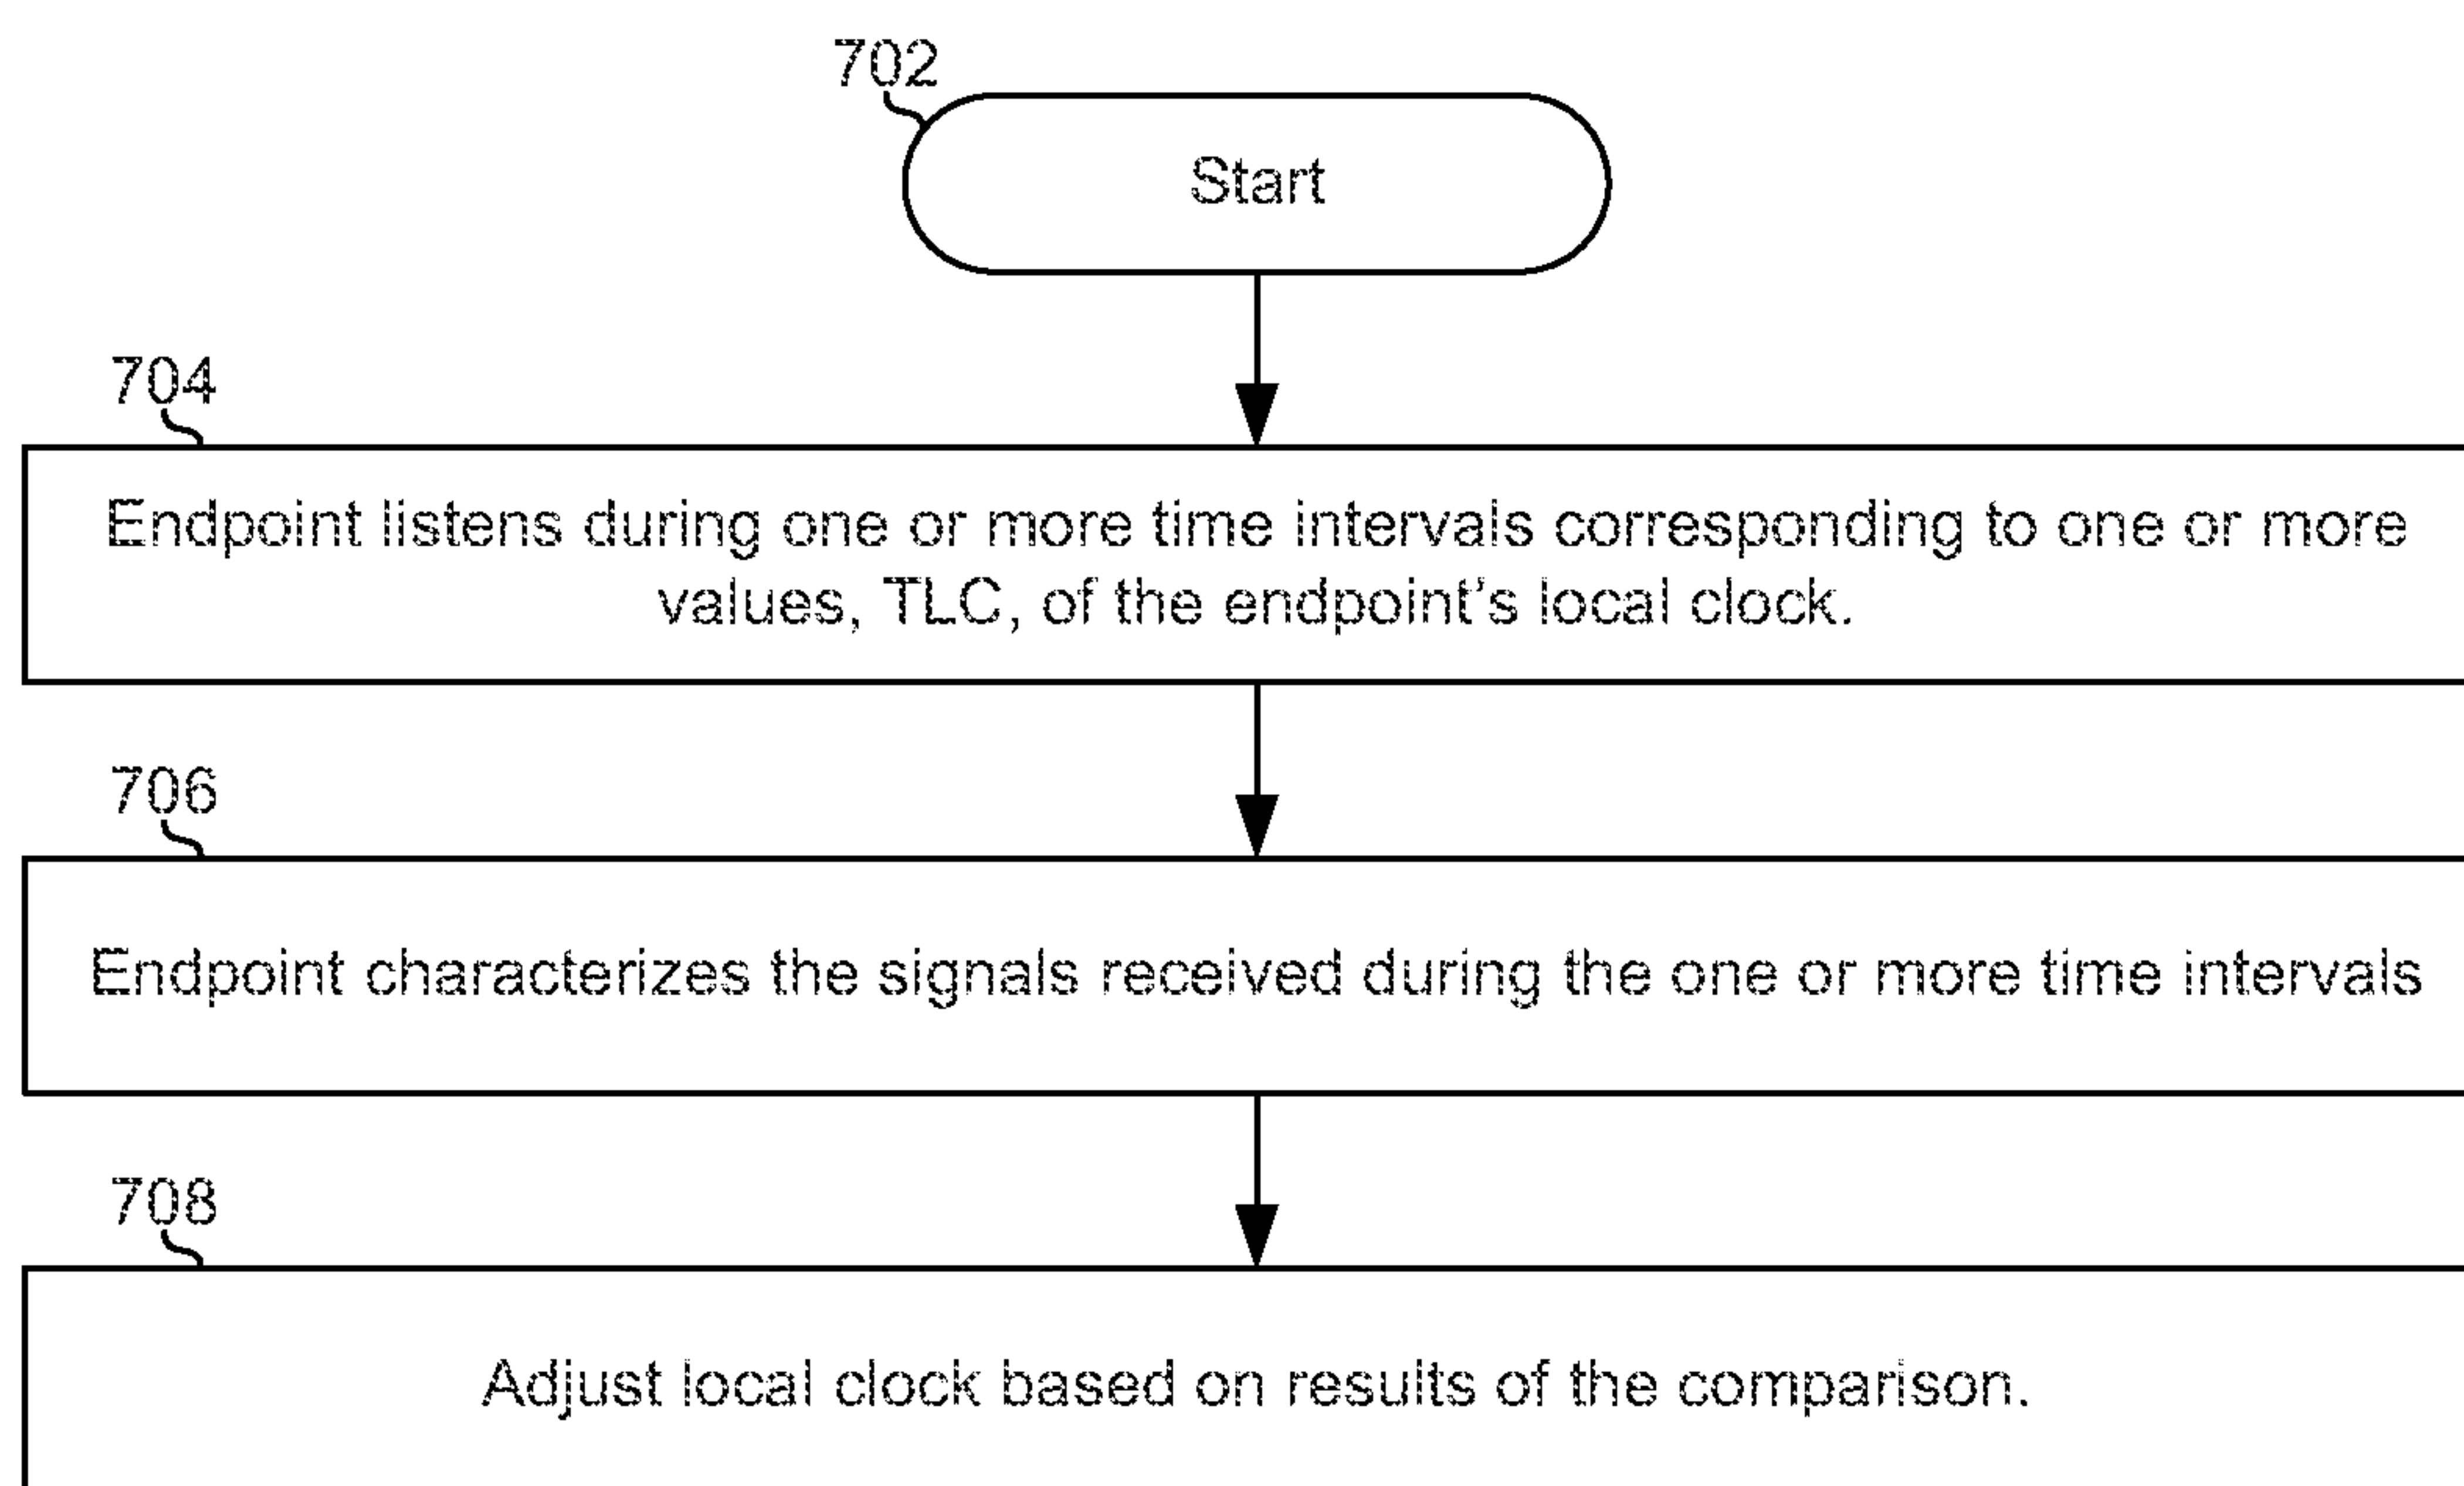 702
Start
704
Endpoint listens during one or more time intervals corresponding to one or more
values, TLC, of the endpoint's local clock.
706
Endpoint characterizes the signals received during the one or more time intervals
708
Adjust local clock based on results of the comparison.